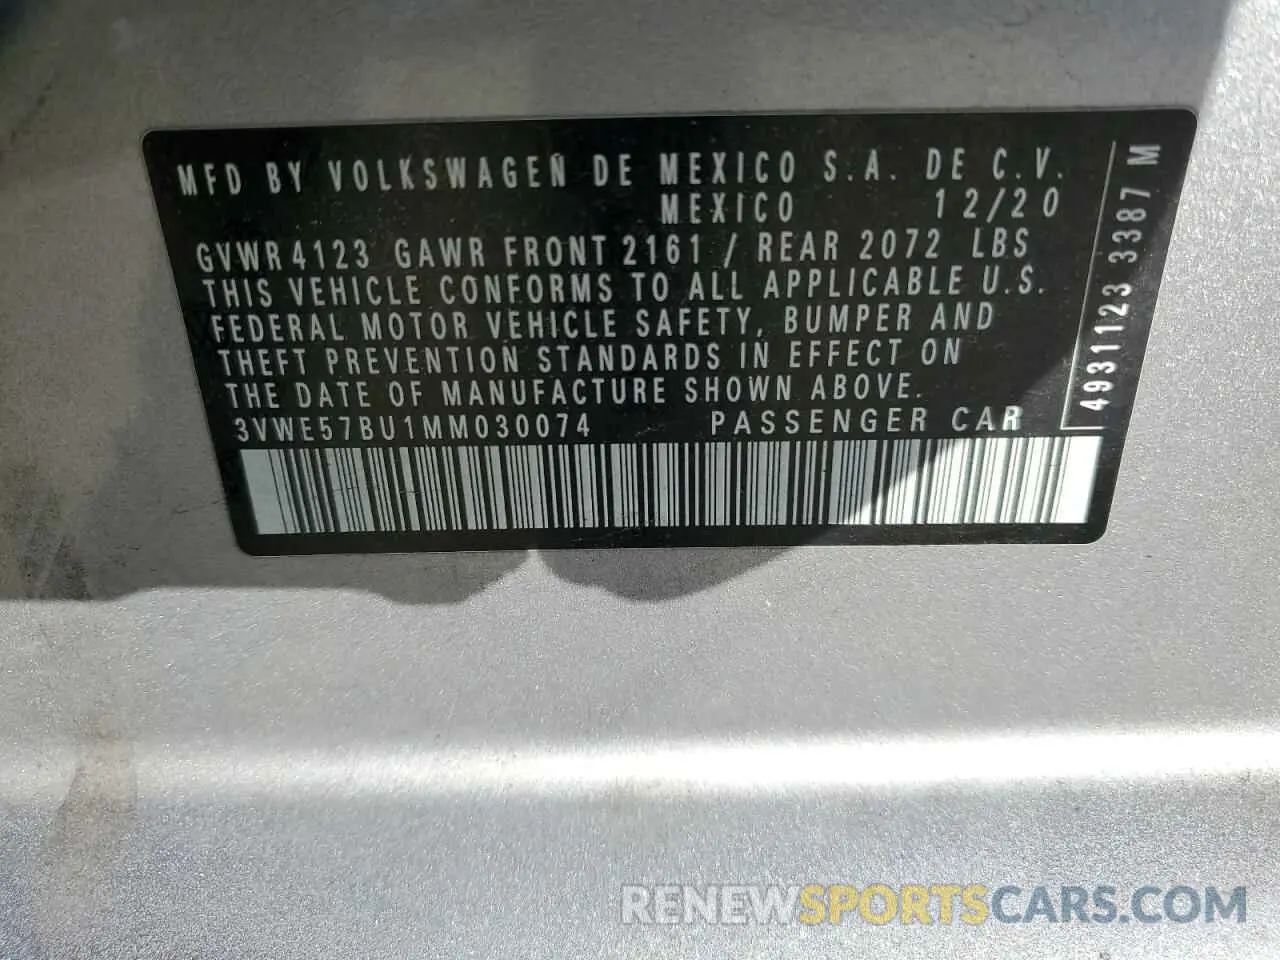 MFD BY VOLKSWAGEN DE MEXICO S.A. DE C.V.
MEXICO 12/20
GVWR 4123 GAWR FRONT 2161 / REAR 2072 LBS
THIS VEHICLE CONFORMS TO ALL APPLICABLE U.S.
FEDERAL MOTOR VEHICLE SAFETY, BUMPER AND
THEFT PREVENTION STANDARDS IN EFFECT ON
THE DATE OF MANUFACTURE SHOWN ABOVE.
3VWE57BU1MM030074 PASSENGER CAR
4931123 3387 M
RENEWSPORTSCARS.COM